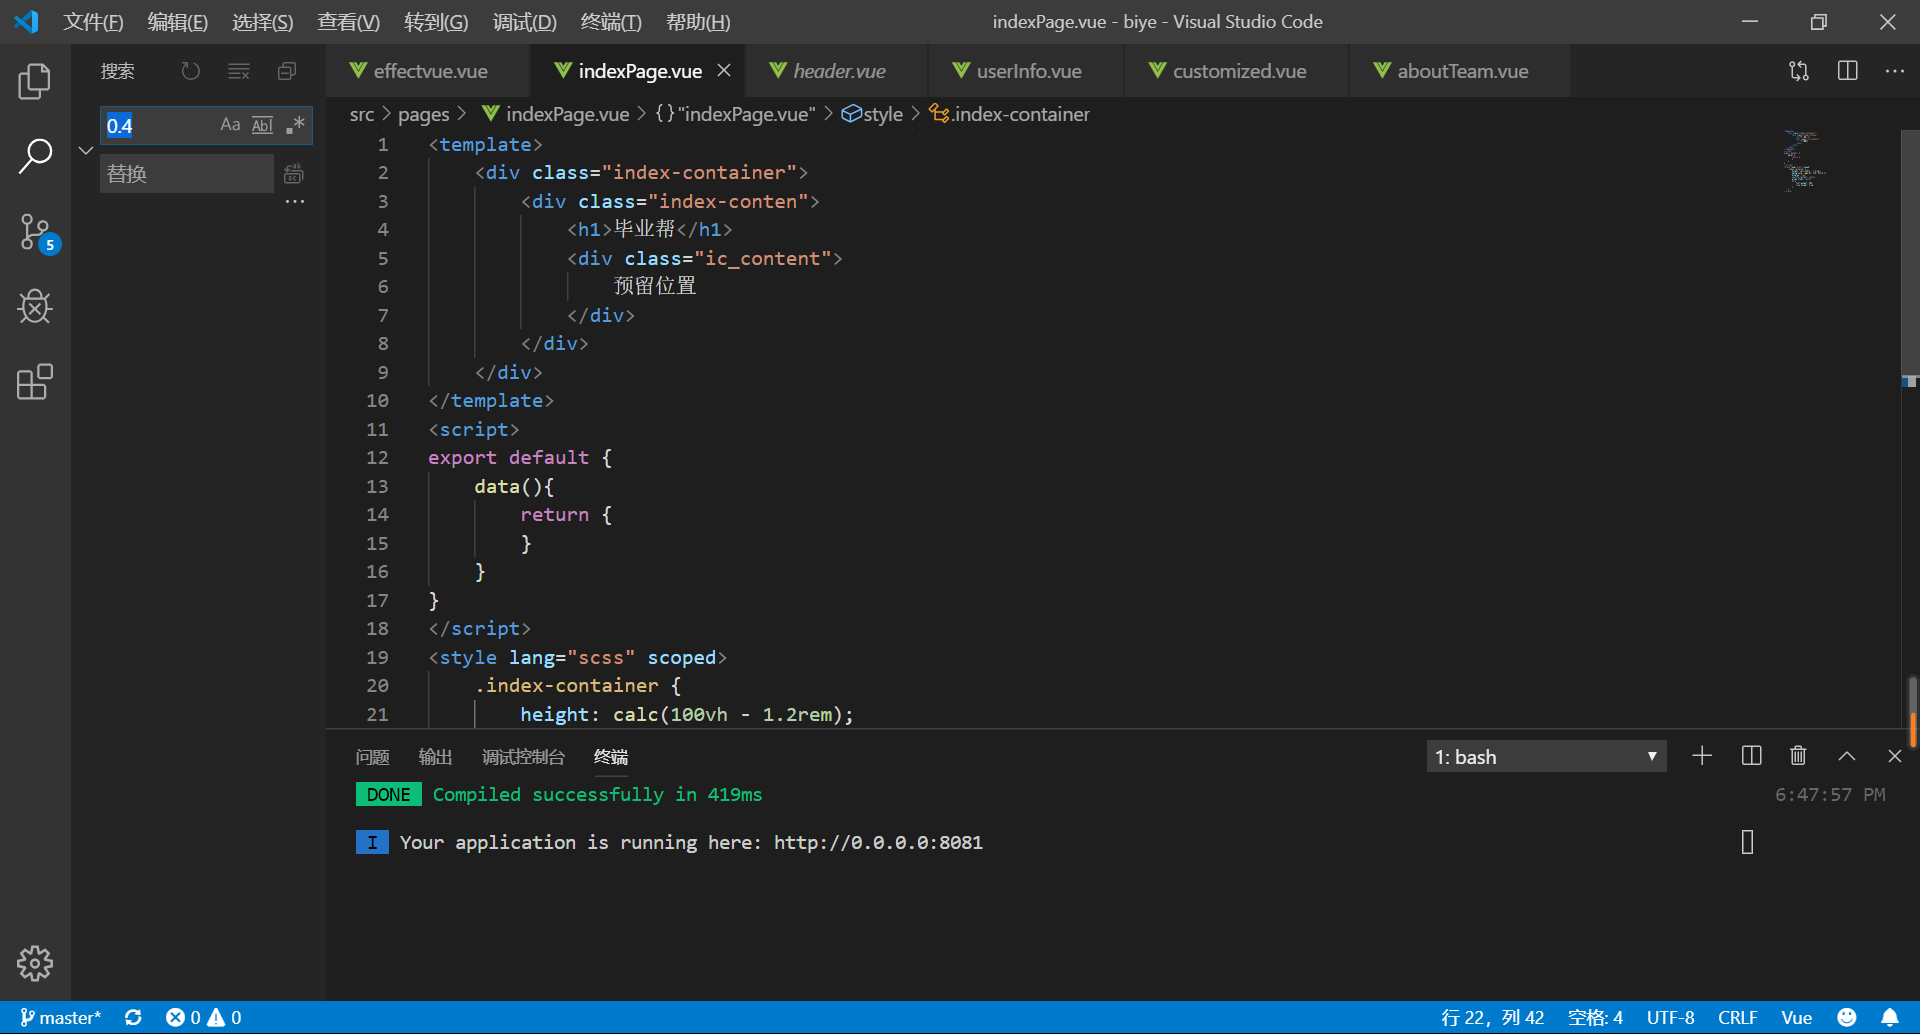 文件(F) 编辑(E) 选择(S) 查看(V) 转到(G) 调试(D) 终端(T) 帮助(H) indexPage.vue - biye - Visual Studio Code
搜索
0.4 Aa Abl .*
替换
5
effectvue.vue indexPage.vue header.vue userInfo.vue customized.vue aboutTeam.vue
src > pages > indexPage.vue > {} "indexPage.vue" > style > .index-container
1 <template>
2 <div class="index-container">
3 <div class="index-conten">
4 <h1>毕业帮</h1>
5 <div class="ic_content">
6 预留位置
7 </div>
8 </div>
9 </div>
10 </template>
11 <script>
12 export default {
13 data(){
14 return {
15 }
16 }
17 }
18 </script>
19 <style lang="scss" scoped>
20 .index-container {
21 height: calc(100vh - 1.2rem);
问题 输出 调试控制台 终端 1: bash
DONE Compiled successfully in 419ms 6:47:57 PM
I Your application is running here: http://0.0.0.0:8081
master* 0 0 行 22，列 42 空格: 4 UTF-8 CRLF Vue